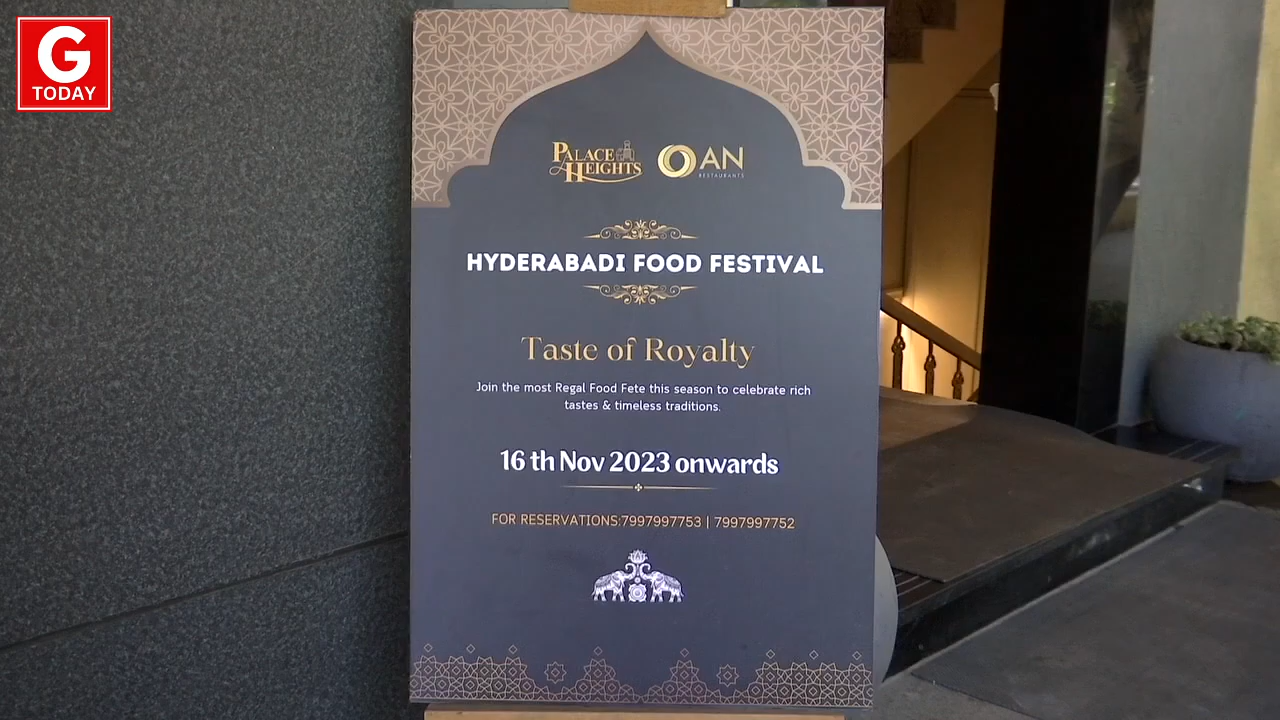 G
TODAY
PALACE HEIGHTS
OAN
RESTAURANTS
HYDERABADI FOOD FESTIVAL
Taste of Royalty
Join the most Regal Food Fete this season to celebrate rich
tastes & timeless traditions.
16 th Nov 2023 onwards
FOR RESERVATIONS:7997997753 | 7997997752